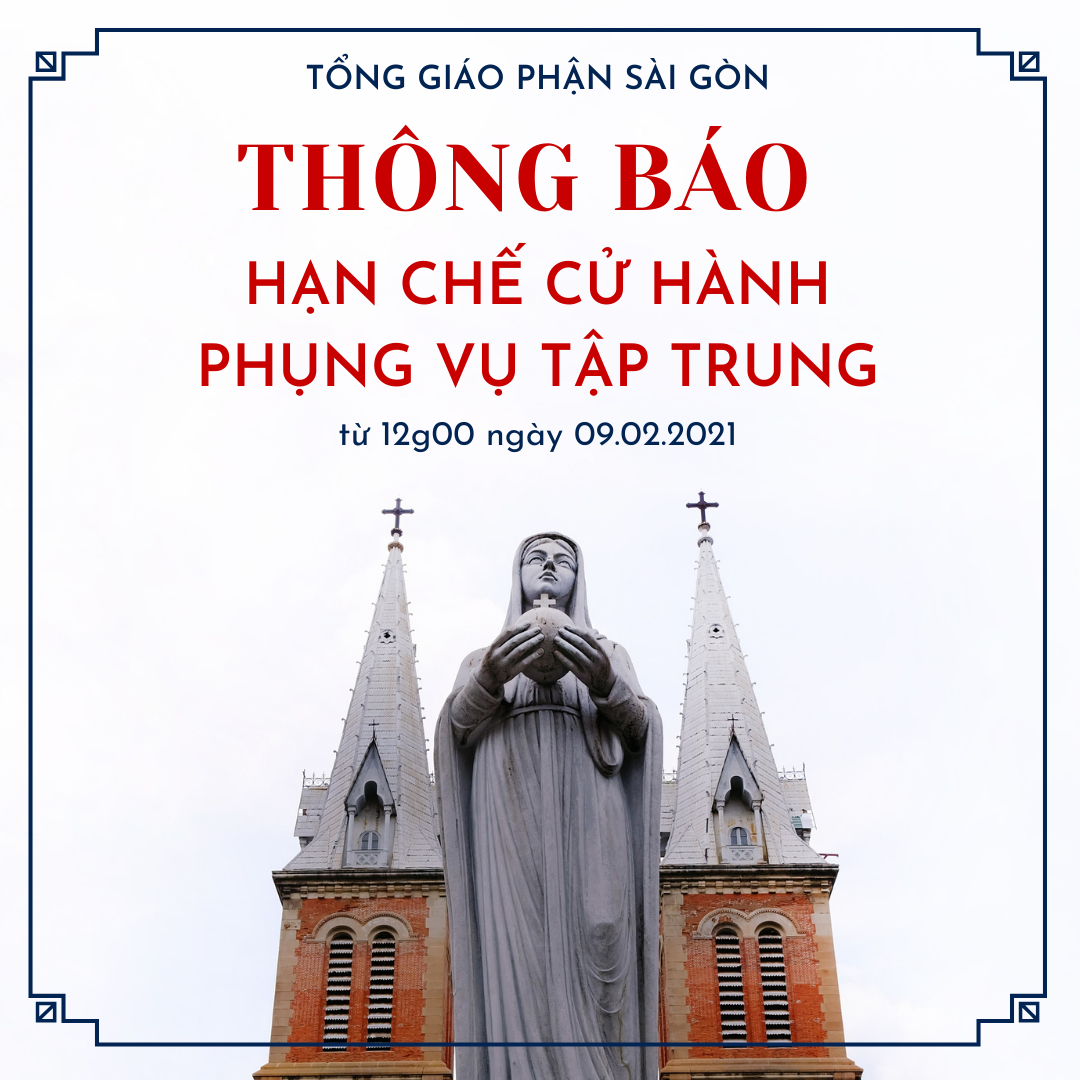 TỔNG GIÁO PHẬN SÀI GÒN
THÔNG BÁO
HẠN CHẾ CỬ HÀNH
PHỤNG VỤ TẬP TRUNG
từ 12g00 ngày 09.02.2021